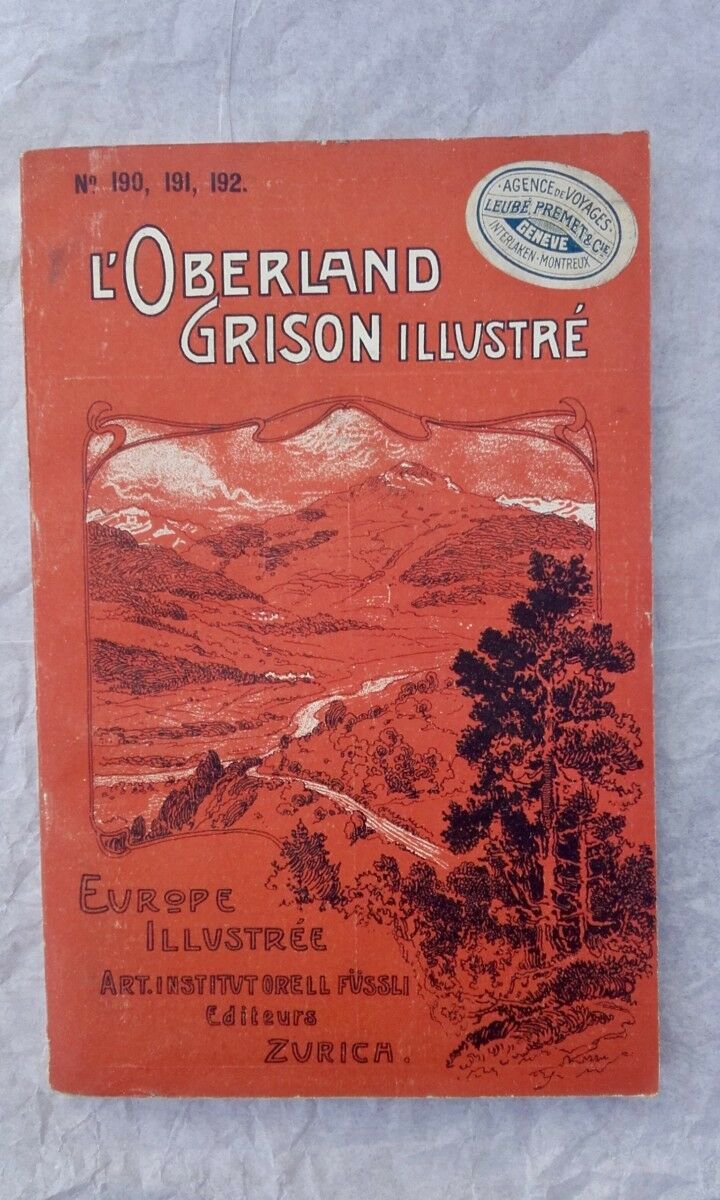 Nº 190, 191, 192.
AGENCE DE VOYAGES
LEUBÉ, PREMET & CIE
GENÈVE
INTERLAKEN · MONTREUX
L'OBERLAND
GRISON ILLUSTRÉ
EUROPE
ILLUSTRÉE
ART. INSTITUT ORELL FÜSSLI
Editeurs
ZURICH.